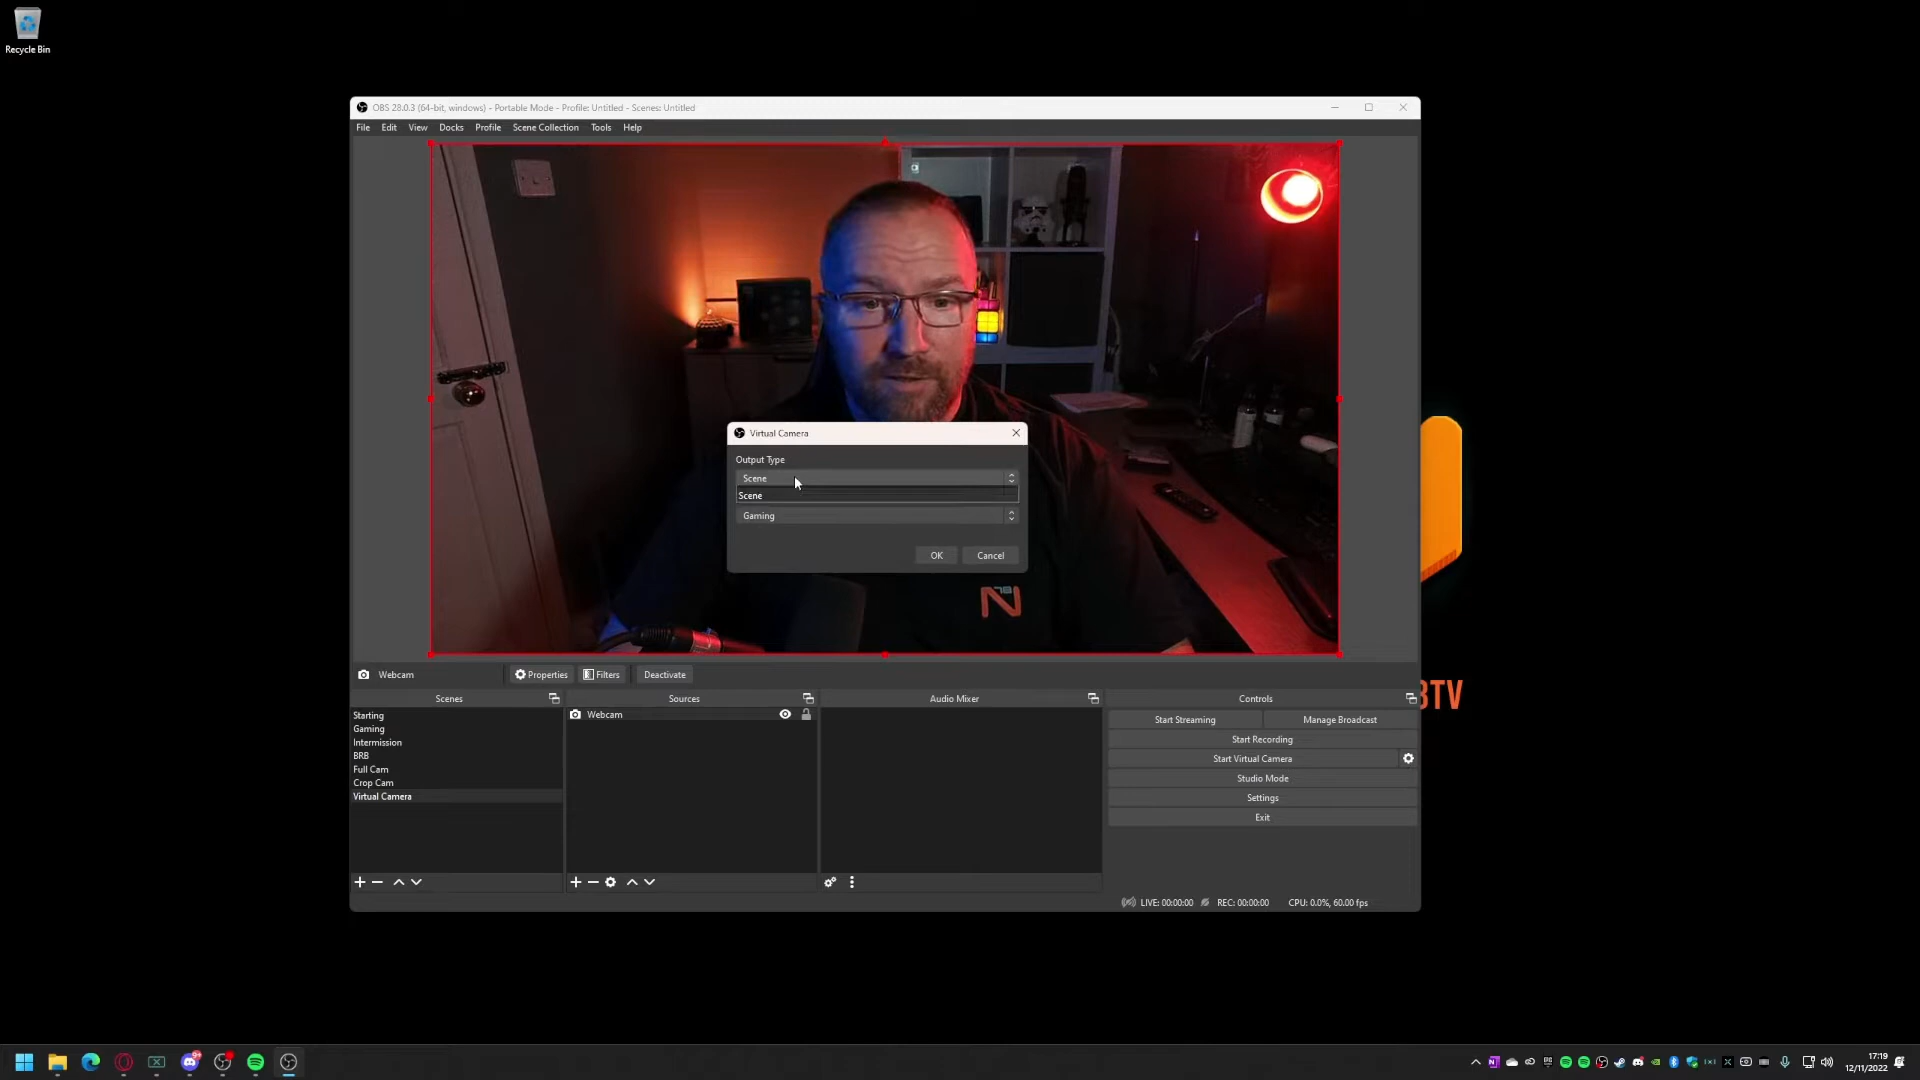 Recycle Bin
OBS 28.0.3 (64-bit, windows) - Portable Mode - Profile: Untitled - Scenes: Untitled
File Edit View Docks Profile Scene Collection Tools Help
Virtual Camera
Output Type
Scene
Scene
Gaming
OK Cancel
Webcam Properties Filters Deactivate
Scenes Sources Audio Mixer Controls
Starting
Gaming
Intermission
BRB
Full Cam
Crop Cam
Virtual Camera
Webcam
Start Streaming Manage Broadcast
Start Recording
Start Virtual Camera
Studio Mode
Settings
Exit
LIVE: 00:00:00 REC: 00:00:00 CPU: 0.0%, 60.00 fps
BTV
17:19
12/11/2022